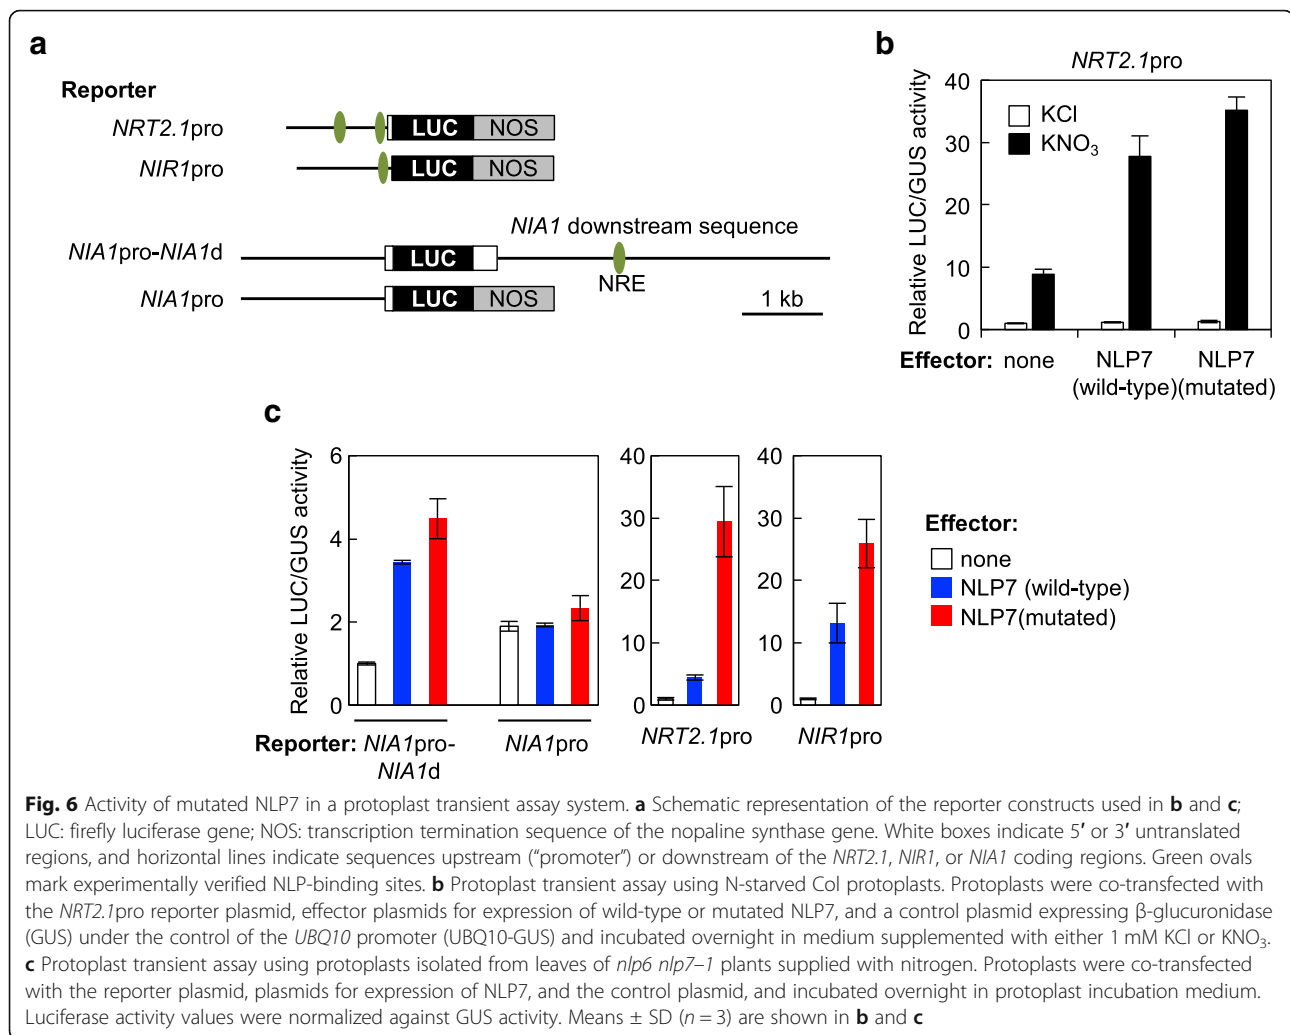 a
Reporter
NRT2.1pro
LUC NOS
NIR1pro
LUC NOS
NIA1 downstream sequence
NIA1pro-NIA1d
LUC
NRE
NIA1pro
LUC NOS
1 kb
b
NRT2.1pro
Relative LUC/GUS activity
40
30
20
10
0
KCl
KNO₃
Effector: none NLP7 (wild-type) NLP7 (mutated)
c
Relative LUC/GUS activity
6
4
2
0
40
30
20
10
0
40
30
20
10
0
Reporter: NIA1pro-NIA1d NIA1pro NRT2.1pro NIR1pro
Effector:
none
NLP7 (wild-type)
NLP7(mutated)
Fig. 6 Activity of mutated NLP7 in a protoplast transient assay system. a Schematic representation of the reporter constructs used in b and c;
LUC: firefly luciferase gene; NOS: transcription termination sequence of the nopaline synthase gene. White boxes indicate 5′ or 3′ untranslated
regions, and horizontal lines indicate sequences upstream (“promoter”) or downstream of the NRT2.1, NIR1, or NIA1 coding regions. Green ovals
mark experimentally verified NLP-binding sites. b Protoplast transient assay using N-starved Col protoplasts. Protoplasts were co-transfected with
the NRT2.1pro reporter plasmid, effector plasmids for expression of wild-type or mutated NLP7, and a control plasmid expressing β-glucuronidase
(GUS) under the control of the UBQ10 promoter (UBQ10-GUS) and incubated overnight in medium supplemented with either 1 mM KCl or KNO₃.
c Protoplast transient assay using protoplasts isolated from leaves of nlp6 nlp7–1 plants supplied with nitrogen. Protoplasts were co-transfected
with the reporter plasmid, plasmids for expression of NLP7, and the control plasmid, and incubated overnight in protoplast incubation medium.
Luciferase activity values were normalized against GUS activity. Means ± SD (n = 3) are shown in b and c